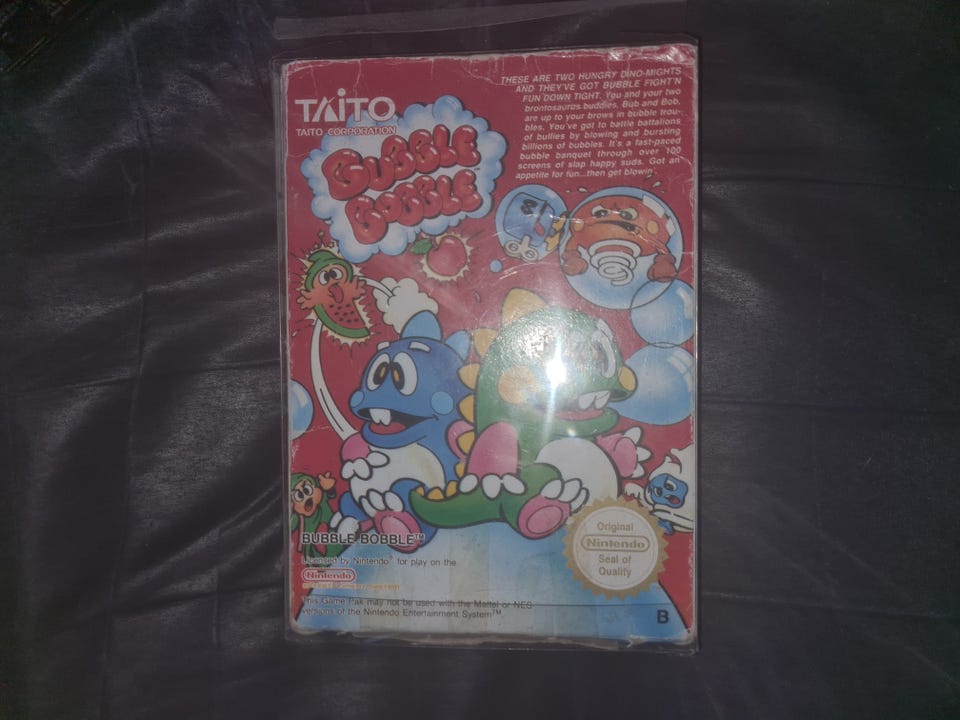 THESE ARE TWO HUNGRY DINO-MIGHTS
AND THEY'VE GOT BUBBLE FIGHT'N
FUN DOWN TIGHT. You and your two
brontosaurus buddies, Bub and Bob,
are up to your brows in bubble trou-
bles. You've got to battle battalions
of bullies by blowing and bursting
billions of bubbles. It's a fast-paced
bubble banquet through over 100
screens of slap happy suds. Got an
appetite for fun...then get blowin'.
TAITO
TAITO CORPORATION
BUBBLE
BOBBLE
BUBBLE BOBBLE™
Licensed by Nintendo® for play on the
Nintendo
This Game Pak may not be used with the Mattel or NES
versions of the Nintendo Entertainment System™.
Original
Nintendo
Seal of
Quality
B